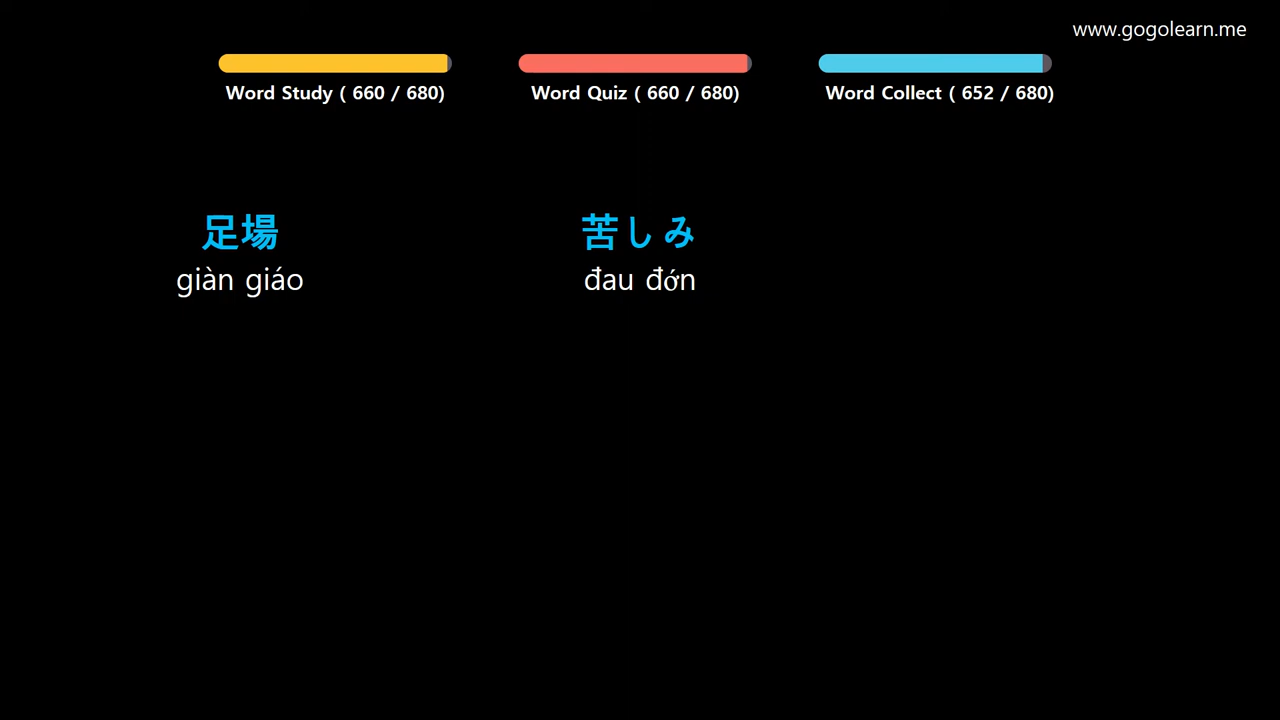 www.gogolearn.me
Word Study ( 660 / 680)
Word Quiz ( 660 / 680)
Word Collect ( 652 / 680)
足場
giàn giáo
苦しみ
đau đớn